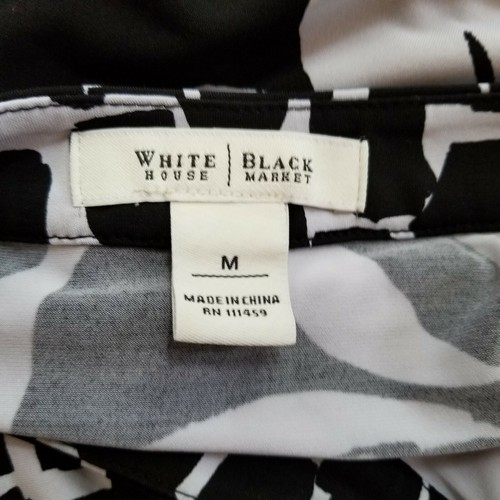 WHITE | BLACK
HOUSE | MARKET
M
MADE IN CHINA
RN 111459